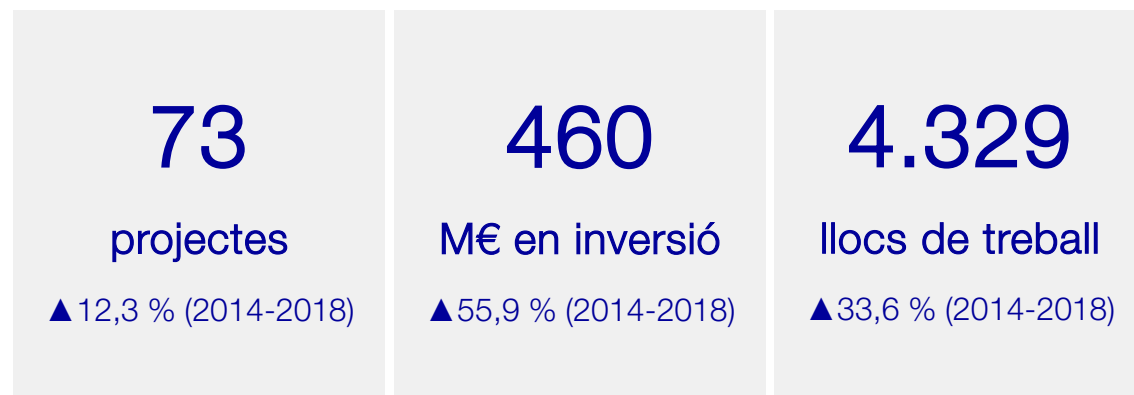 73
projectes
▲12,3 % (2014-2018)
460
M€ en inversió
▲55,9 % (2014-2018)
4.329
llocs de treball
▲33,6 % (2014-2018)